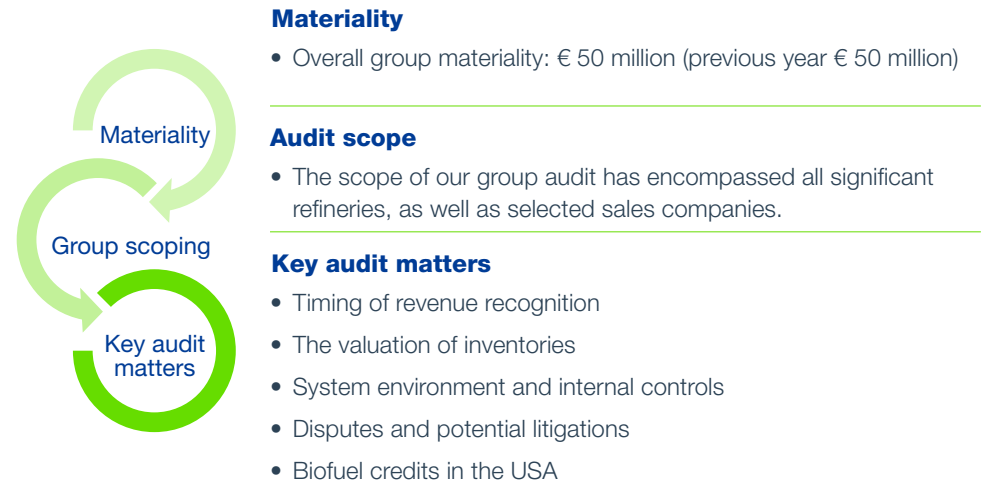 Materiality
Group scoping
Key audit
matters
Materiality
• Overall group materiality: € 50 million (previous year € 50 million)
Audit scope
• The scope of our group audit has encompassed all significant
refineries, as well as selected sales companies.
Key audit matters
• Timing of revenue recognition
• The valuation of inventories
• System environment and internal controls
• Disputes and potential litigations
• Biofuel credits in the USA